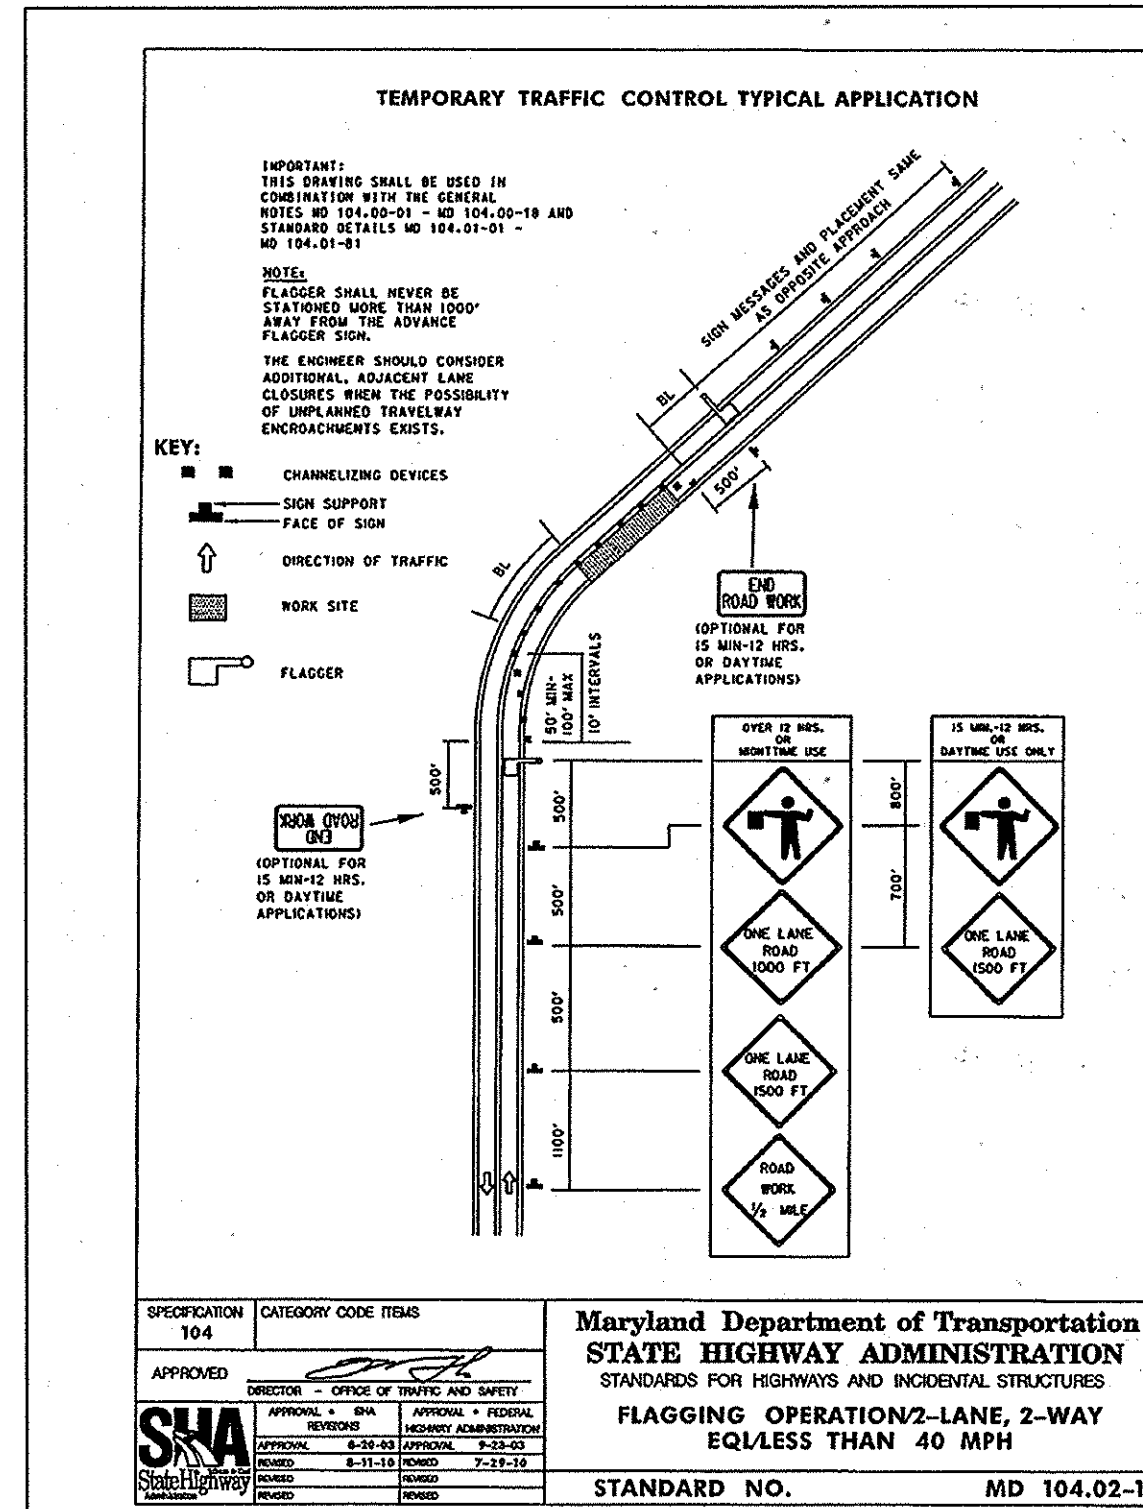 TEMPORARY TRAFFIC CONTROL TYPICAL APPLICATION
IMPORTANT:
THIS DRAWING SHALL BE USED IN
COMBINATION WITH THE GENERAL
NOTES MD 104.00-01 - MD 104.00-18 AND
STANDARD DETAILS MD 104.01-01 -
MD 104.01-81
NOTE:
FLAGGER SHALL NEVER BE
STATIONED MORE THAN 1000'
AWAY FROM THE ADVANCE
FLAGGER SIGN.
THE ENGINEER SHOULD CONSIDER
ADDITIONAL, ADJACENT LANE
CLOSURES WHEN THE POSSIBILITY
OF UNPLANNED TRAVELWAY
ENCROACHMENTS EXISTS.
KEY:
CHANNELIZING DEVICES
SIGN SUPPORT
FACE OF SIGN
DIRECTION OF TRAFFIC
WORK SITE
FLAGGER
SIGN MESSAGES AND PLACEMENT SAME
AS OPPOSITE APPROACH
BL
500'
BL
END
ROAD WORK
(OPTIONAL FOR
15 MIN-12 HRS.
OR DAYTIME
APPLICATIONS)
50' MIN-
100' MAX
10' INTERVALS
500'
END
ROAD WORK
(OPTIONAL FOR
15 MIN-12 HRS.
OR DAYTIME
APPLICATIONS)
500'
500'
500'
1100'
OVER 12 HRS.
OR
NIGHTTIME USE
ONE LANE
ROAD
1000 FT
ONE LANE
ROAD
1500 FT
ROAD
WORK
1/2 MILE
800'
700'
15 MIN.-12 HRS.
OR
DAYTIME USE ONLY
ONE LANE
ROAD
1500 FT
SPECIFICATION
104
CATEGORY CODE ITEMS
APPROVED
DIRECTOR - OFFICE OF TRAFFIC AND SAFETY
SHA
State Highway
Administration
APPROVAL • SHA
REVISIONS
APPROVAL • FEDERAL
HIGHWAY ADMINISTRATION
APPROVAL 8-20-03 APPROVAL 9-23-03
REVISED 8-11-10 REVISED 7-29-10
REVISED REVISED
REVISED REVISED
Maryland Department of Transportation
STATE HIGHWAY ADMINISTRATION
STANDARDS FOR HIGHWAYS AND INCIDENTAL STRUCTURES
FLAGGING OPERATION/2-LANE, 2-WAY
EQL/LESS THAN 40 MPH
STANDARD NO. MD 104.02-